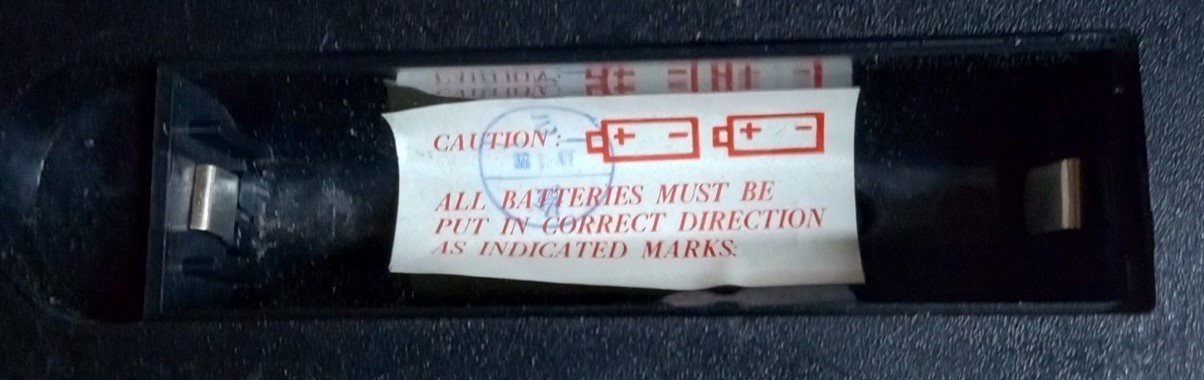 CAUTION: + - + -
ALL BATTERIES MUST BE
PUT IN CORRECT DIRECTION
AS INDICATED MARKS: